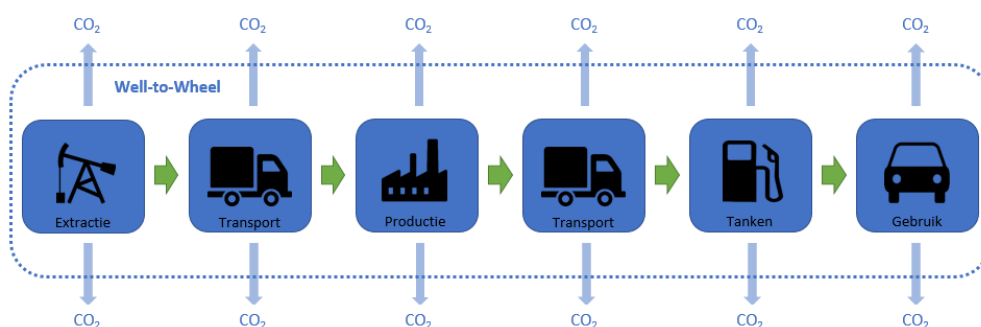 CO₂ CO₂ CO₂ CO₂ CO₂ CO₂
Well-to-Wheel
Extractie Transport Productie Transport Tanken Gebruik
CO₂ CO₂ CO₂ CO₂ CO₂ CO₂